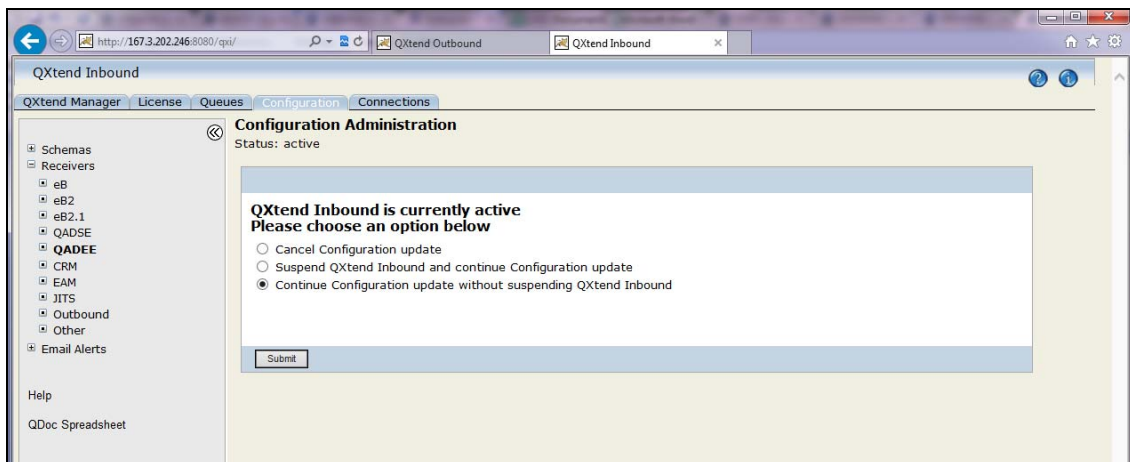 http://167.3.202.246:8080/qxi/
QXtend Outbound
QXtend Inbound
QXtend Inbound
QXtend Manager
License
Queues
Configuration
Connections
Schemas
Receivers
eB
eB2
eB2.1
QADSE
QADEE
CRM
EAM
JITS
Outbound
Other
Email Alerts
Help
QDoc Spreadsheet
Configuration Administration
Status: active
QXtend Inbound is currently active
Please choose an option below
Cancel Configuration update
Suspend QXtend Inbound and continue Configuration update
Continue Configuration update without suspending QXtend Inbound
Submit